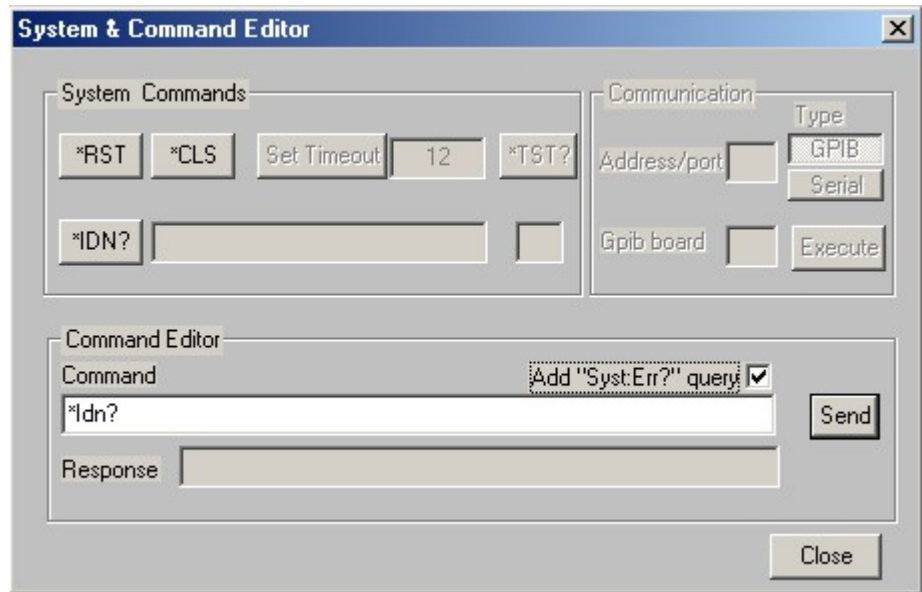 System & Command Editor
System Commands
*RST *CLS Set Timeout 12 *TST?
*IDN?
Communication
Type
Address/port GPIB
Serial
Gpib board Execute
Command Editor
Command Add "Syst:Err?" query
*Idn? Send
Response
Close